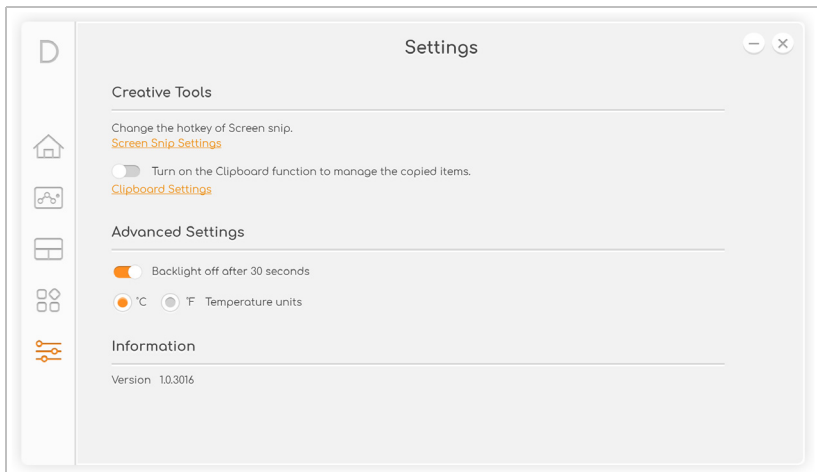 D
Settings
Creative Tools
Change the hotkey of Screen snip.
Screen Snip Settings
Turn on the Clipboard function to manage the copied items.
Clipboard Settings
Advanced Settings
Backlight off after 30 seconds
°C °F Temperature units
Information
Version 1.0.3016